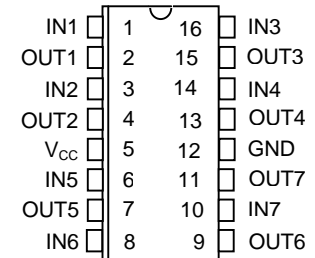 IN1 1 16 IN3
OUT1 2 15 OUT3
IN2 3 14 IN4
OUT2 4 13 OUT4
VCC 5 12 GND
IN5 6 11 OUT7
OUT5 7 10 IN7
IN6 8 9 OUT6